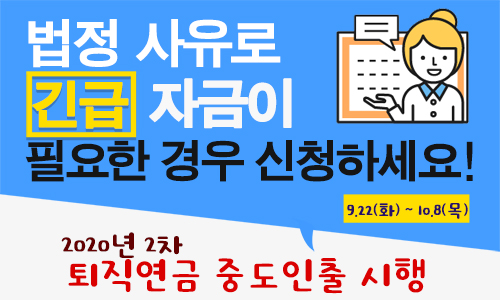 법정 사유로
긴급 자금이
필요한 경우 신청하세요!
9.22(화) ~ 10.8(목)
2020년 2차
퇴직연금 중도인출 시행